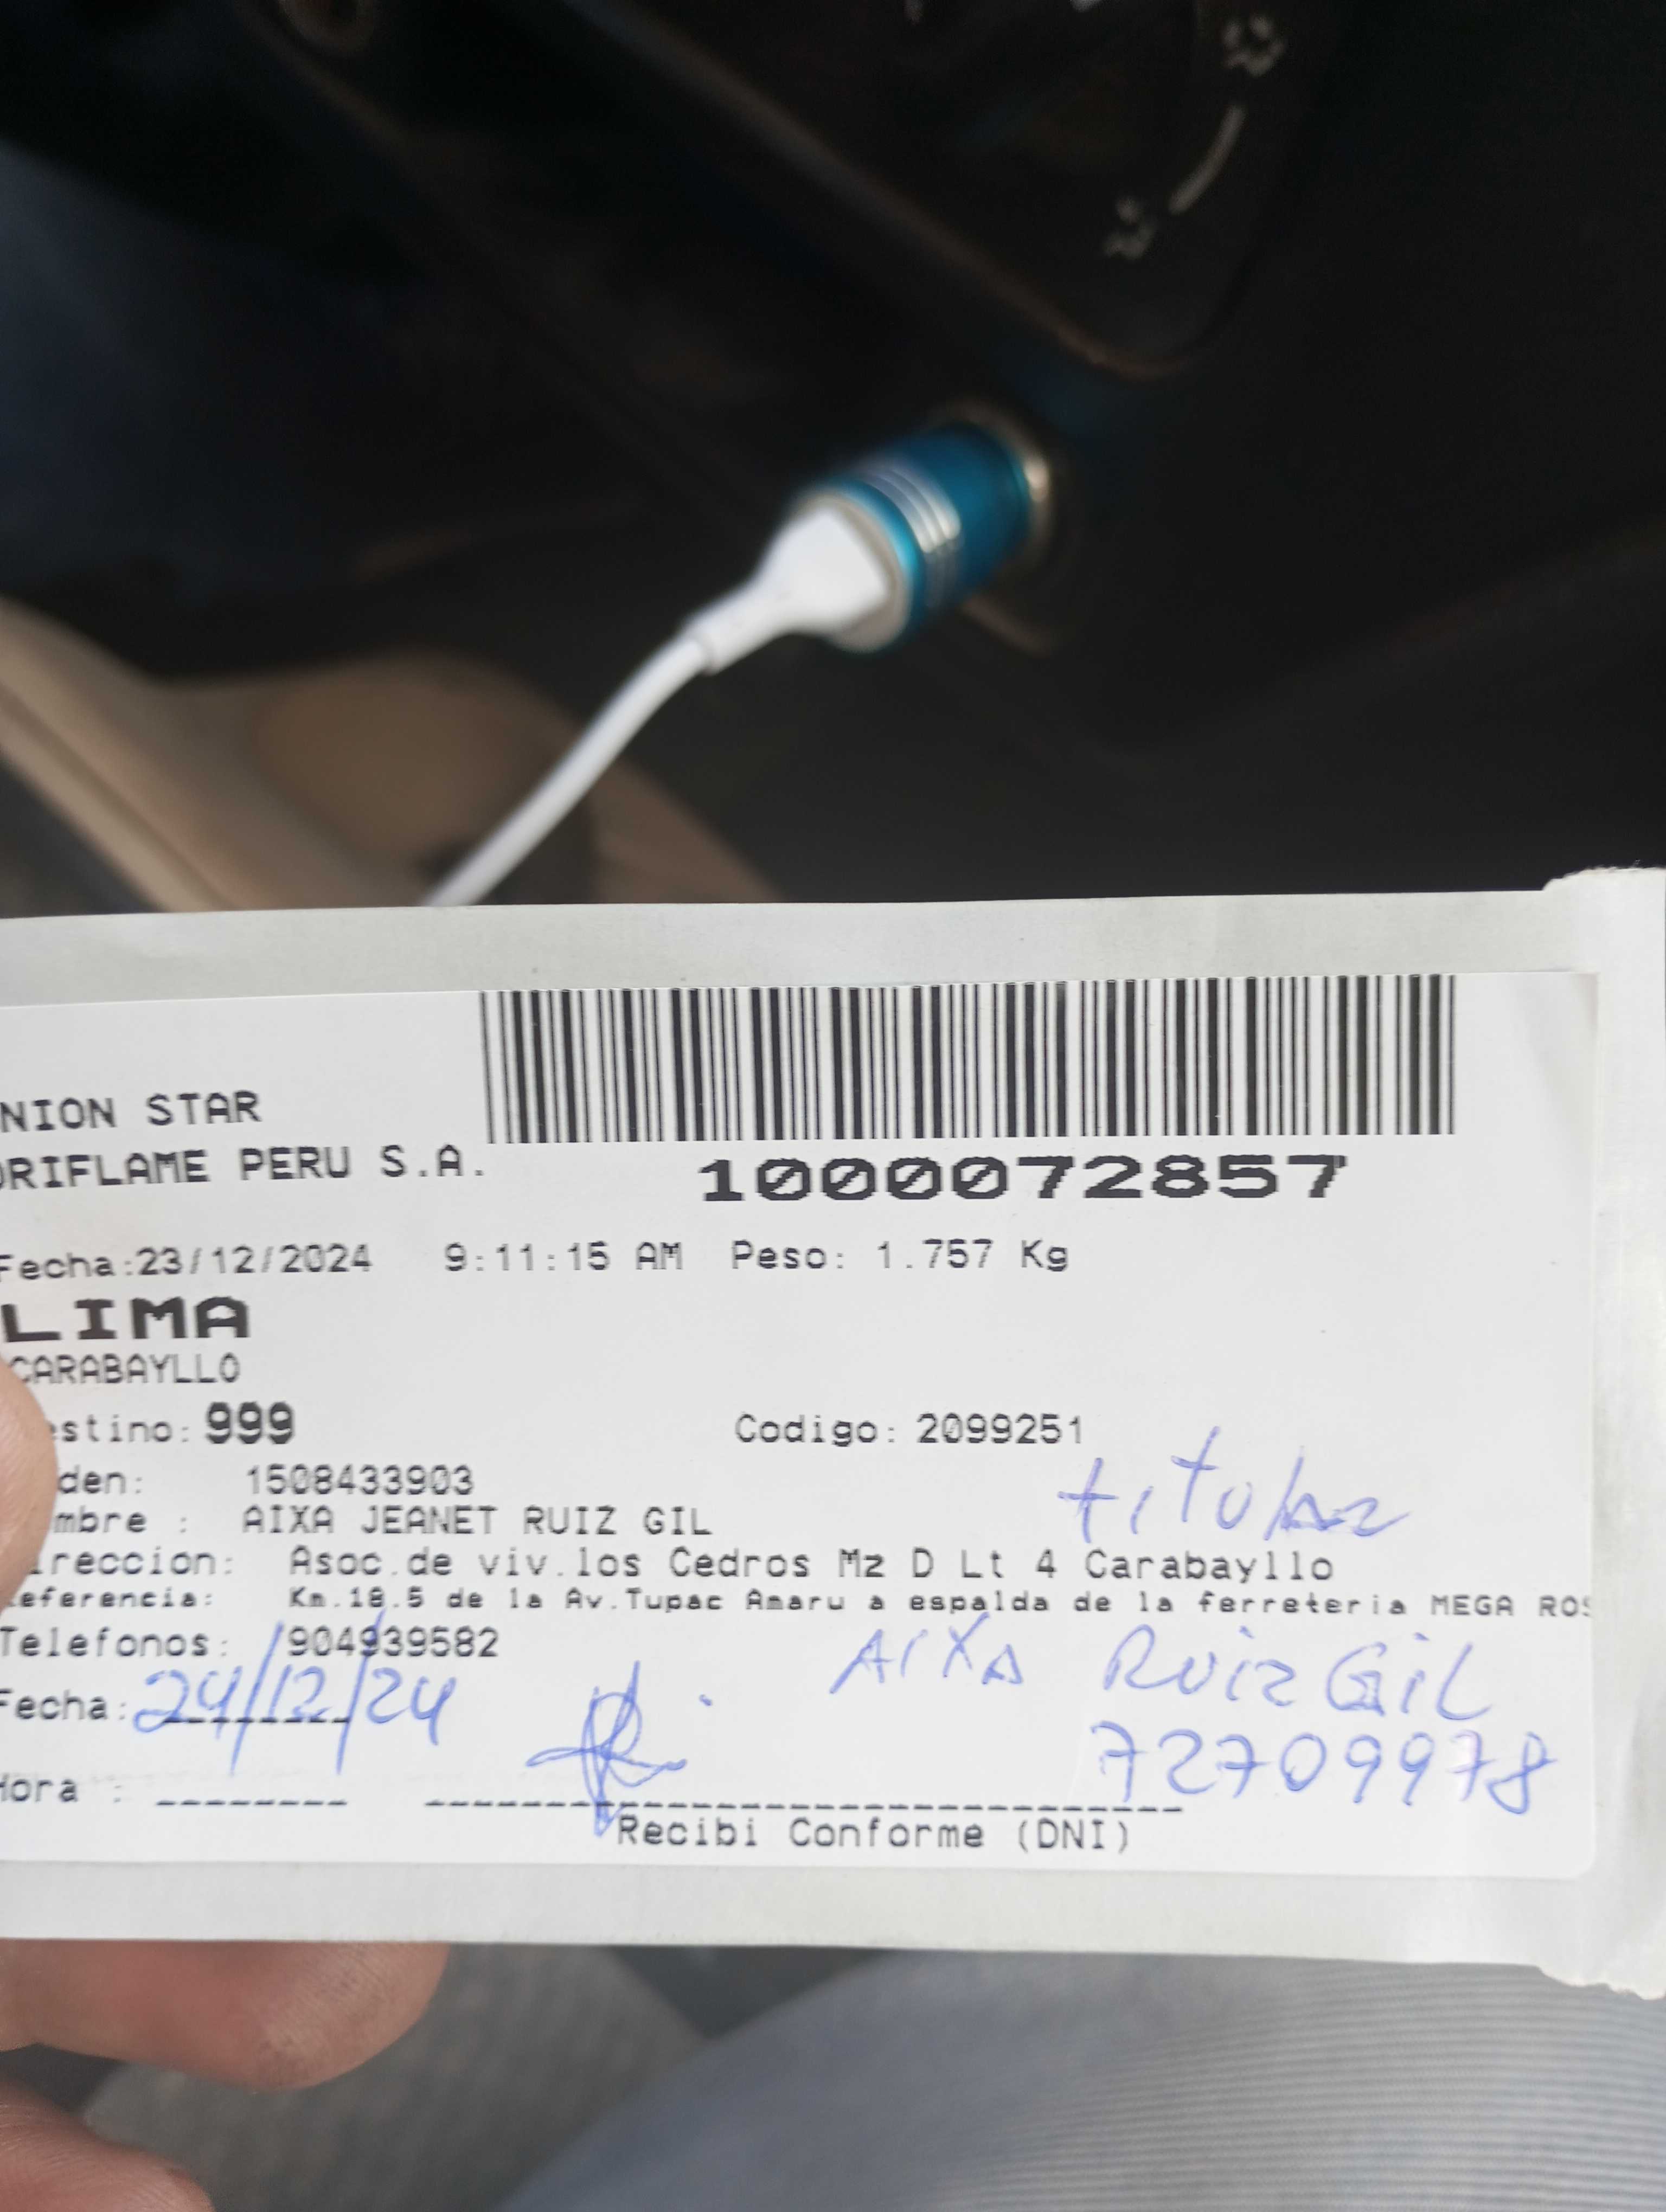 NION STAR
ORIFLAME PERU S.A.
1000072857
Fecha:23/12/2024 9:11:15 AM Peso: 1.757 Kg
LIMA
CARABAYLLO
estino: 999 Codigo: 2099251
den: 1508433903
titular
mbre : AIXA JEANET RUIZ GIL
ireccion: Asoc.de viv.los Cedros Mz D Lt 4 Carabayllo
eferencia: Km.18.5 de la Av.Tupac Amaru a espalda de la ferreteria MEGA ROS
Telefonos: 904939582
AIXA Ruiz GiL
Fecha: 24/12/24
72709978
Hora :
Recibi Conforme (DNI)